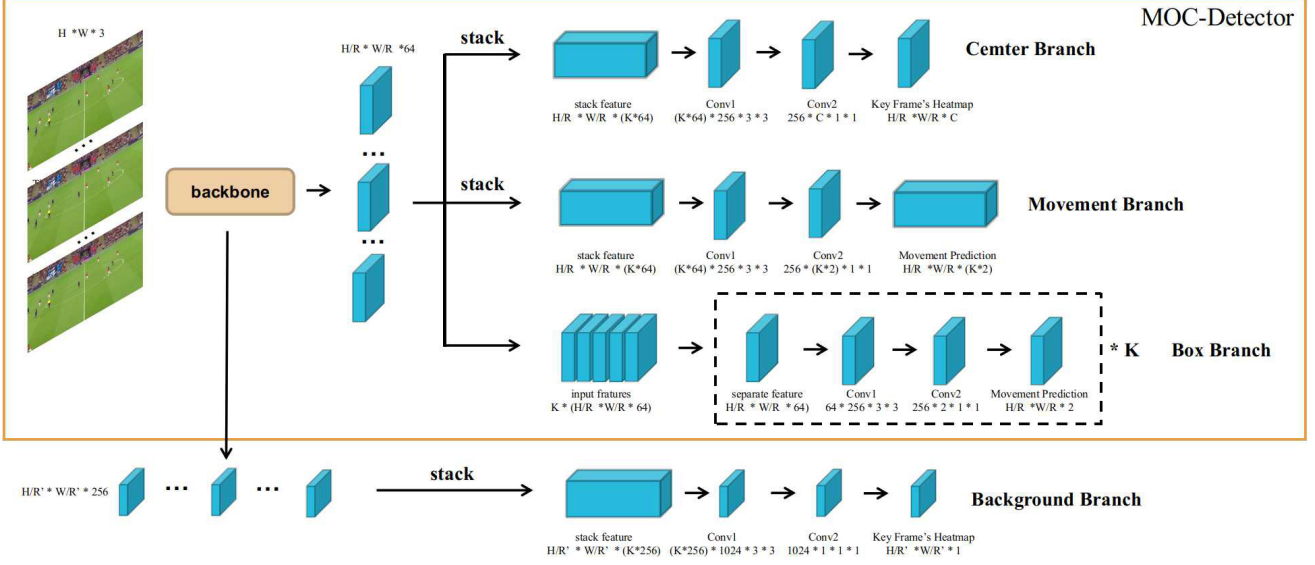 MOC-Detector
H *W* 3
H/R * W/R *64
stack
Cemter Branch
stack feature
H/R * W/R * (K*64)
Conv1
(K*64) * 256 * 3 * 3
Conv2
256 * C * 1 * 1
Key Frame's Heatmap
H/R *W/R * C
...
backbone
...
...
...
stack
Movement Branch
stack feature
H/R * W/R * (K*64)
Conv1
(K*64) * 256 * 3 * 3
Conv2
256 * (K*2) * 1 * 1
Movement Prediction
H/R *W/R * (K*2)
* K
Box Branch
input fratures
K * (H/R *W/R * 64)
separate feature
H/R * W/R * 64)
Conv1
64 * 256 * 3 * 3
Conv2
256 * 2 * 1 * 1
Movement Prediction
H/R *W/R * 2
H/R' * W/R' * 256
...
...
stack
Background Branch
stack feature
H/R' * W/R' * (K*256)
Conv1
(K*256) * 1024 * 3 * 3
Conv2
1024 * 1 * 1 * 1
Key Frame's Heatmap
H/R' *W/R' * 1